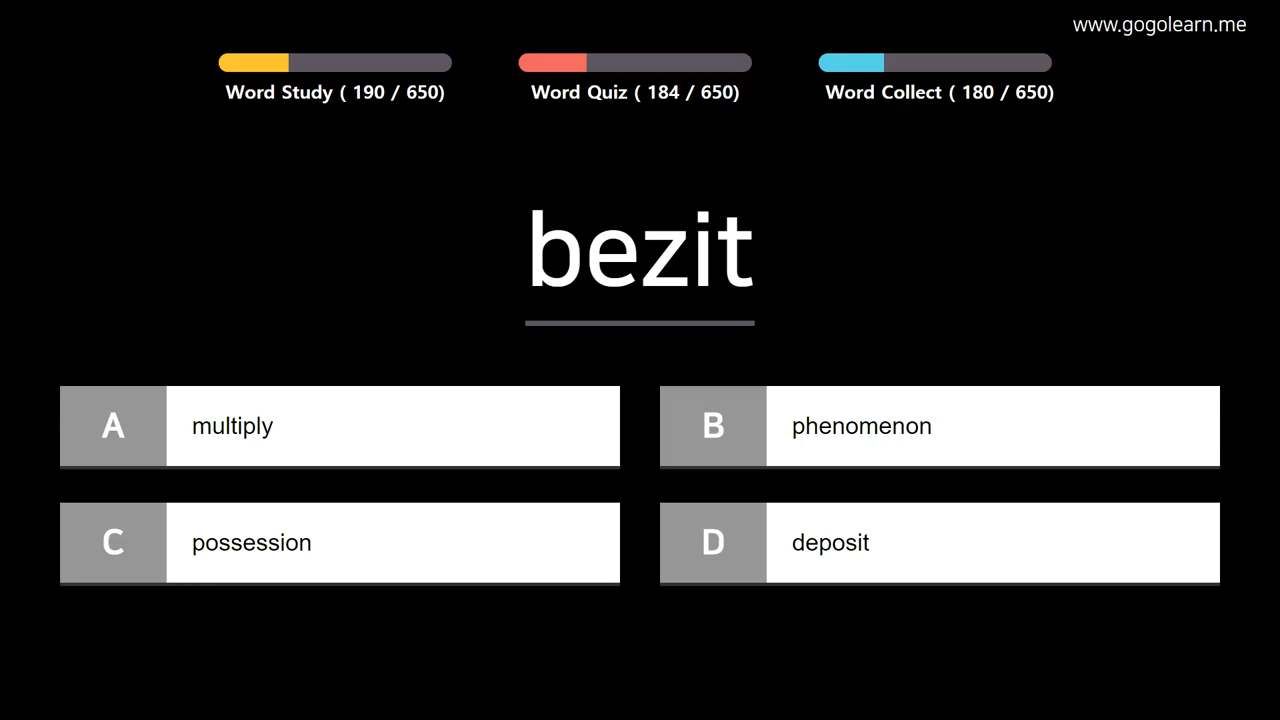 www.gogolearn.me
Word Study ( 190 / 650)
Word Quiz ( 184 / 650)
Word Collect ( 180 / 650)
bezit
A multiply
B phenomenon
C possession
D deposit